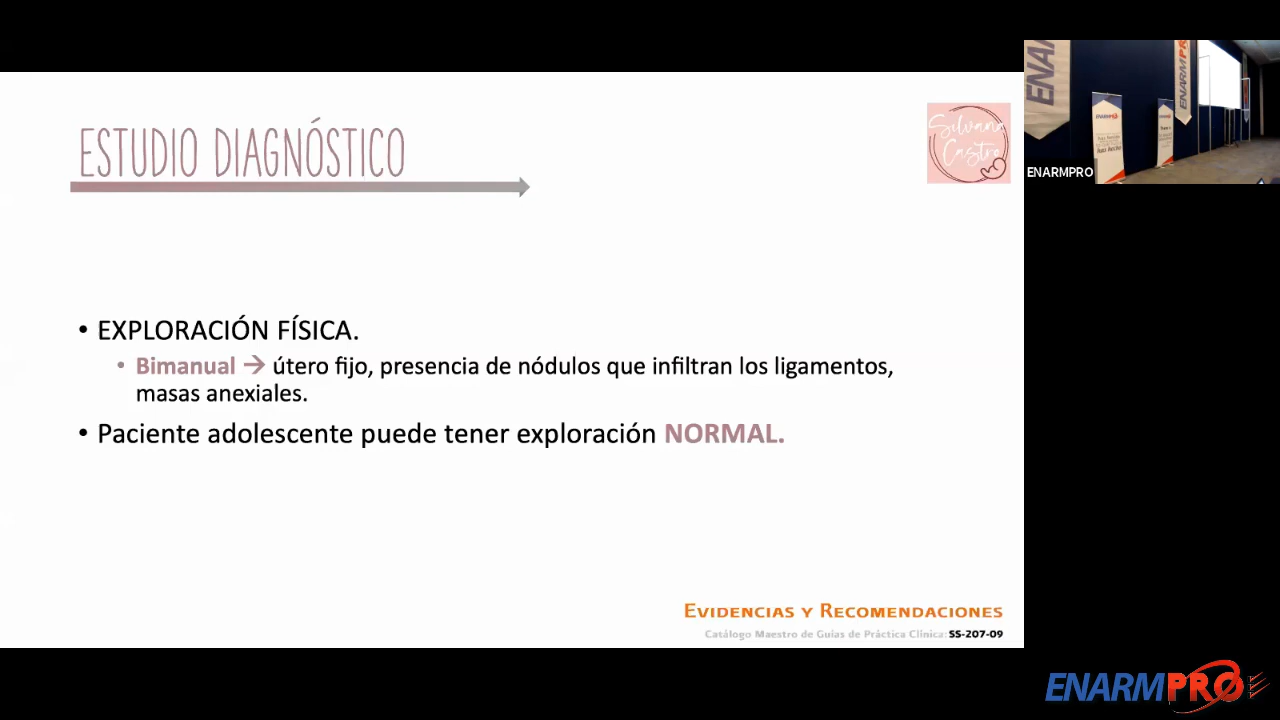 ESTUDIO DIAGNÓSTICO
Silvana
Castro
• EXPLORACIÓN FÍSICA.
• Bimanual → útero fijo, presencia de nódulos que infiltran los ligamentos,
masas anexiales.
• Paciente adolescente puede tener exploración NORMAL.
EVIDENCIAS Y RECOMENDACIONES
Catálogo Maestro de Guías de Práctica Clínica: SS-207-09
ENARMPRO
ENARMPRO
ENARMPRO